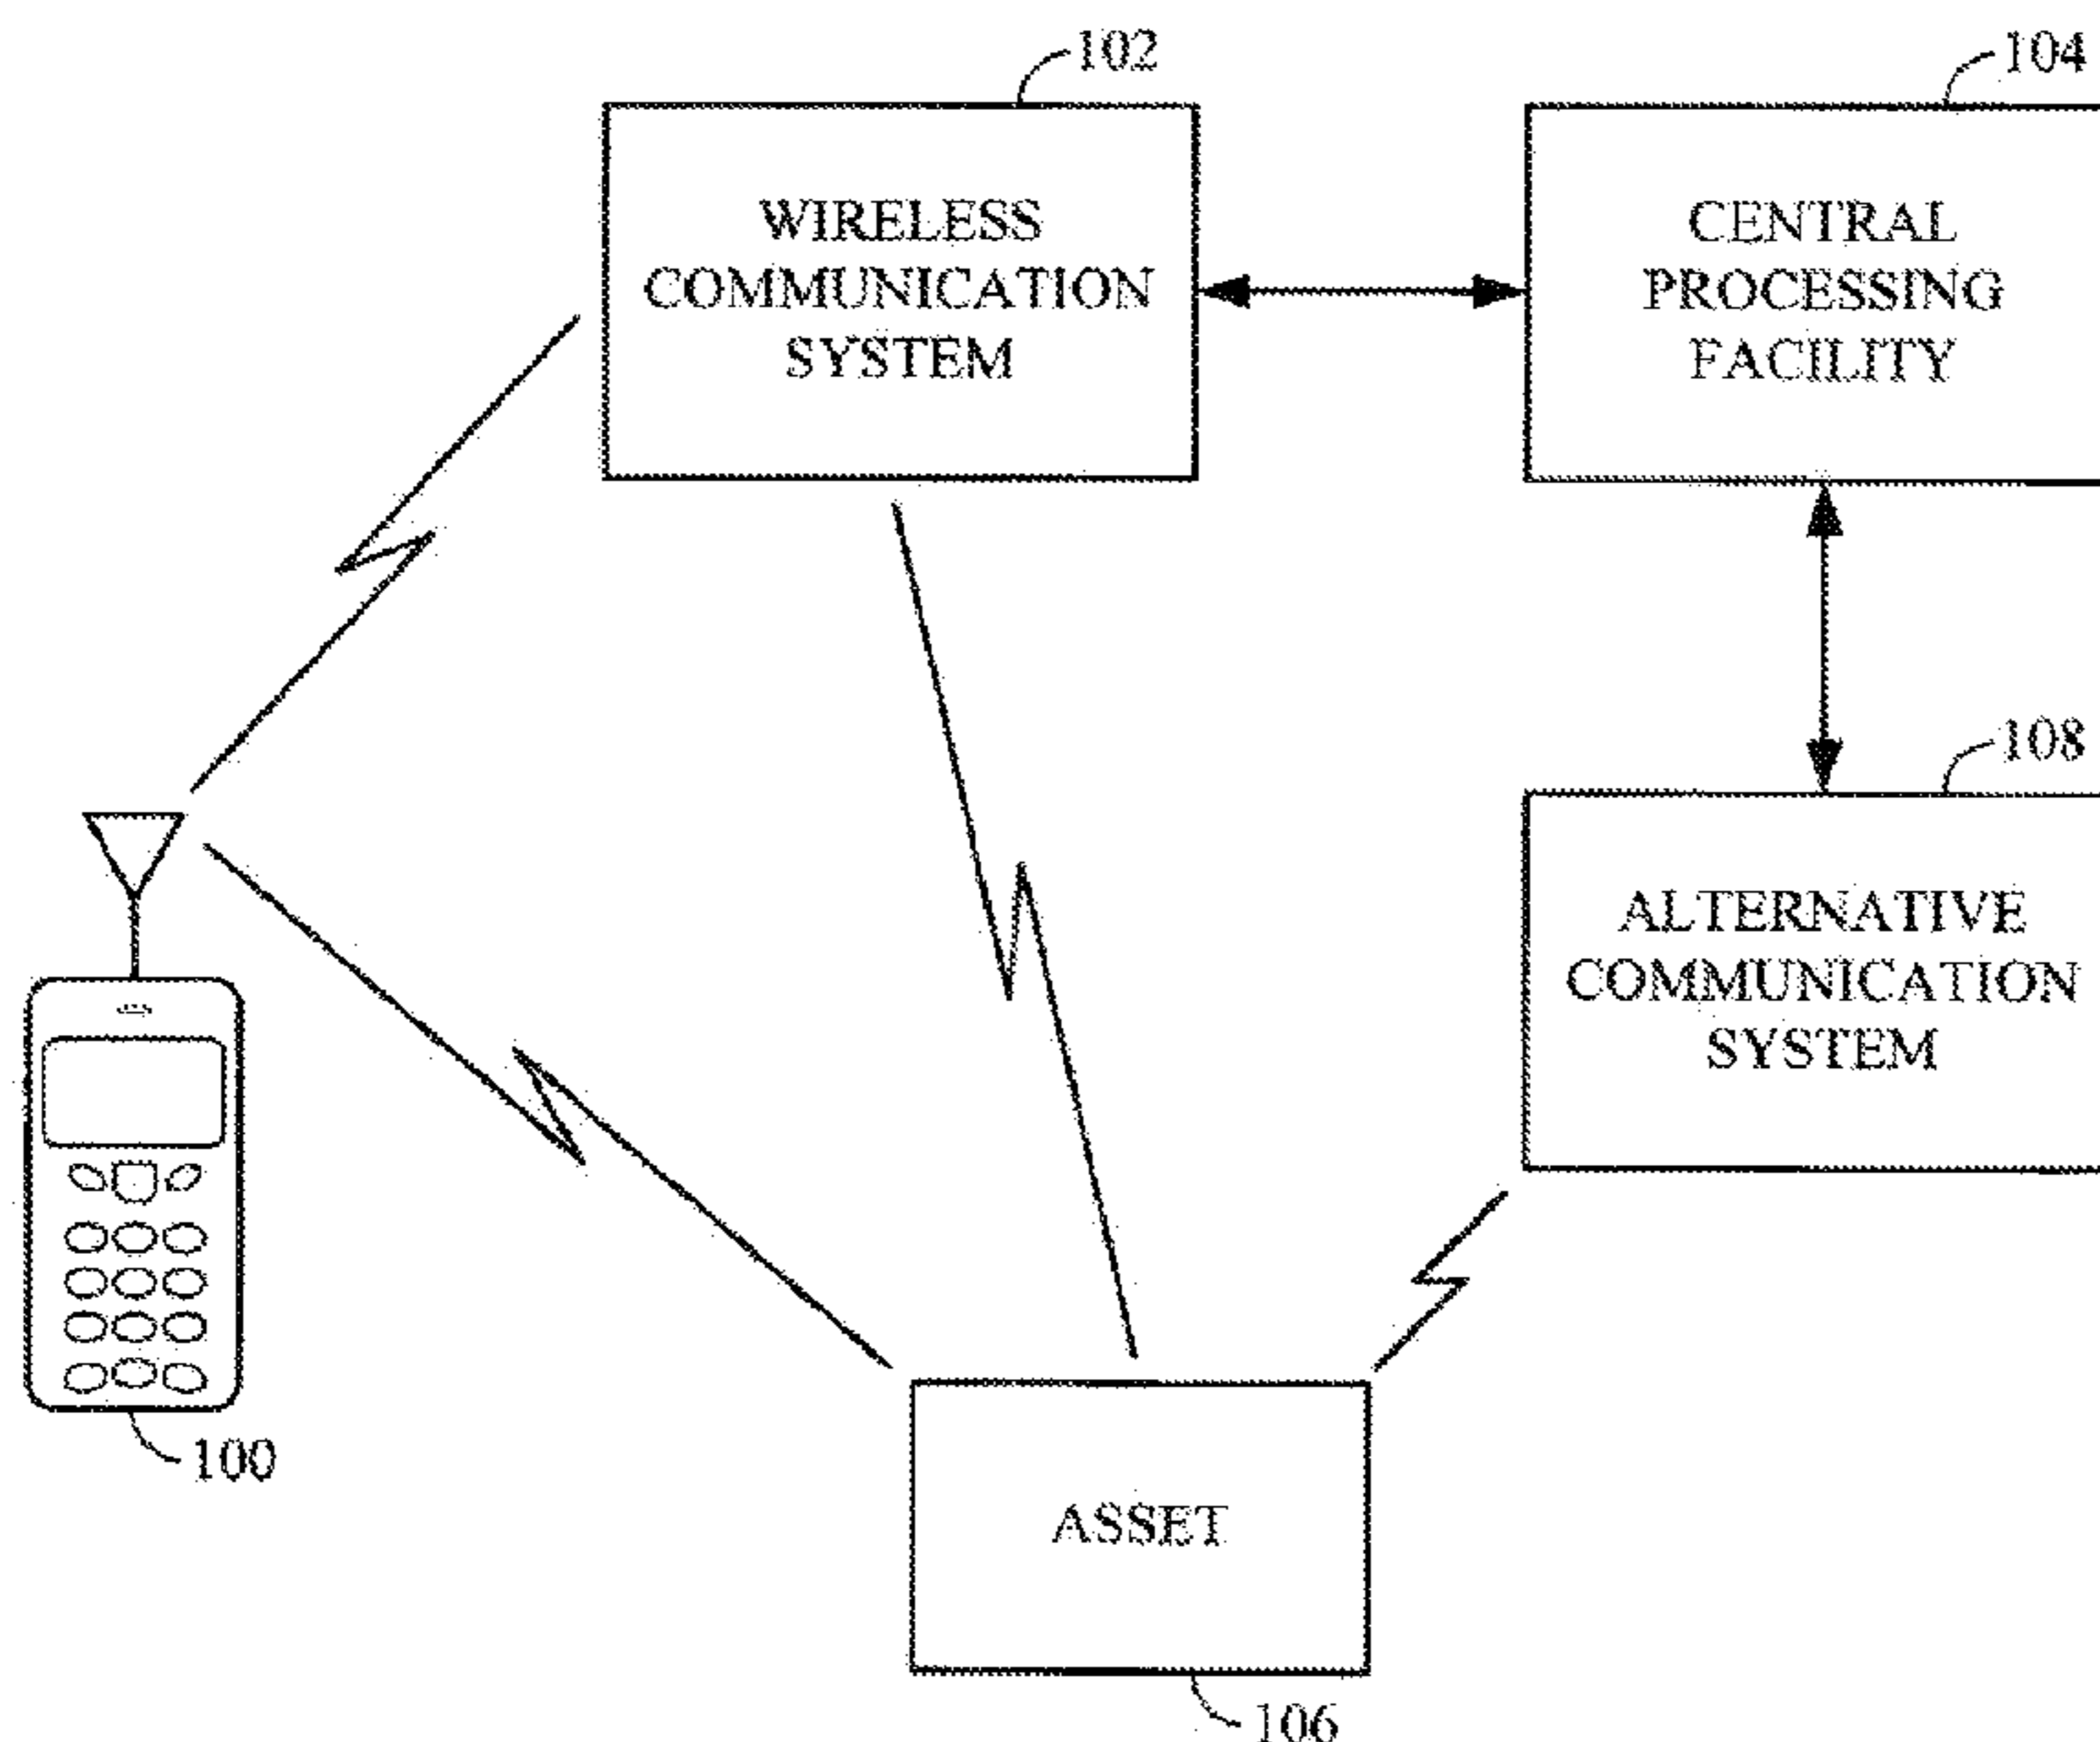 102
104
WIRELESS
COMMUNICATION
SYSTEM
CENTRAL
PROCESSING
FACILITY
108
ALTERNATIVE
COMMUNICATION
SYSTEM
100
ASSET
106